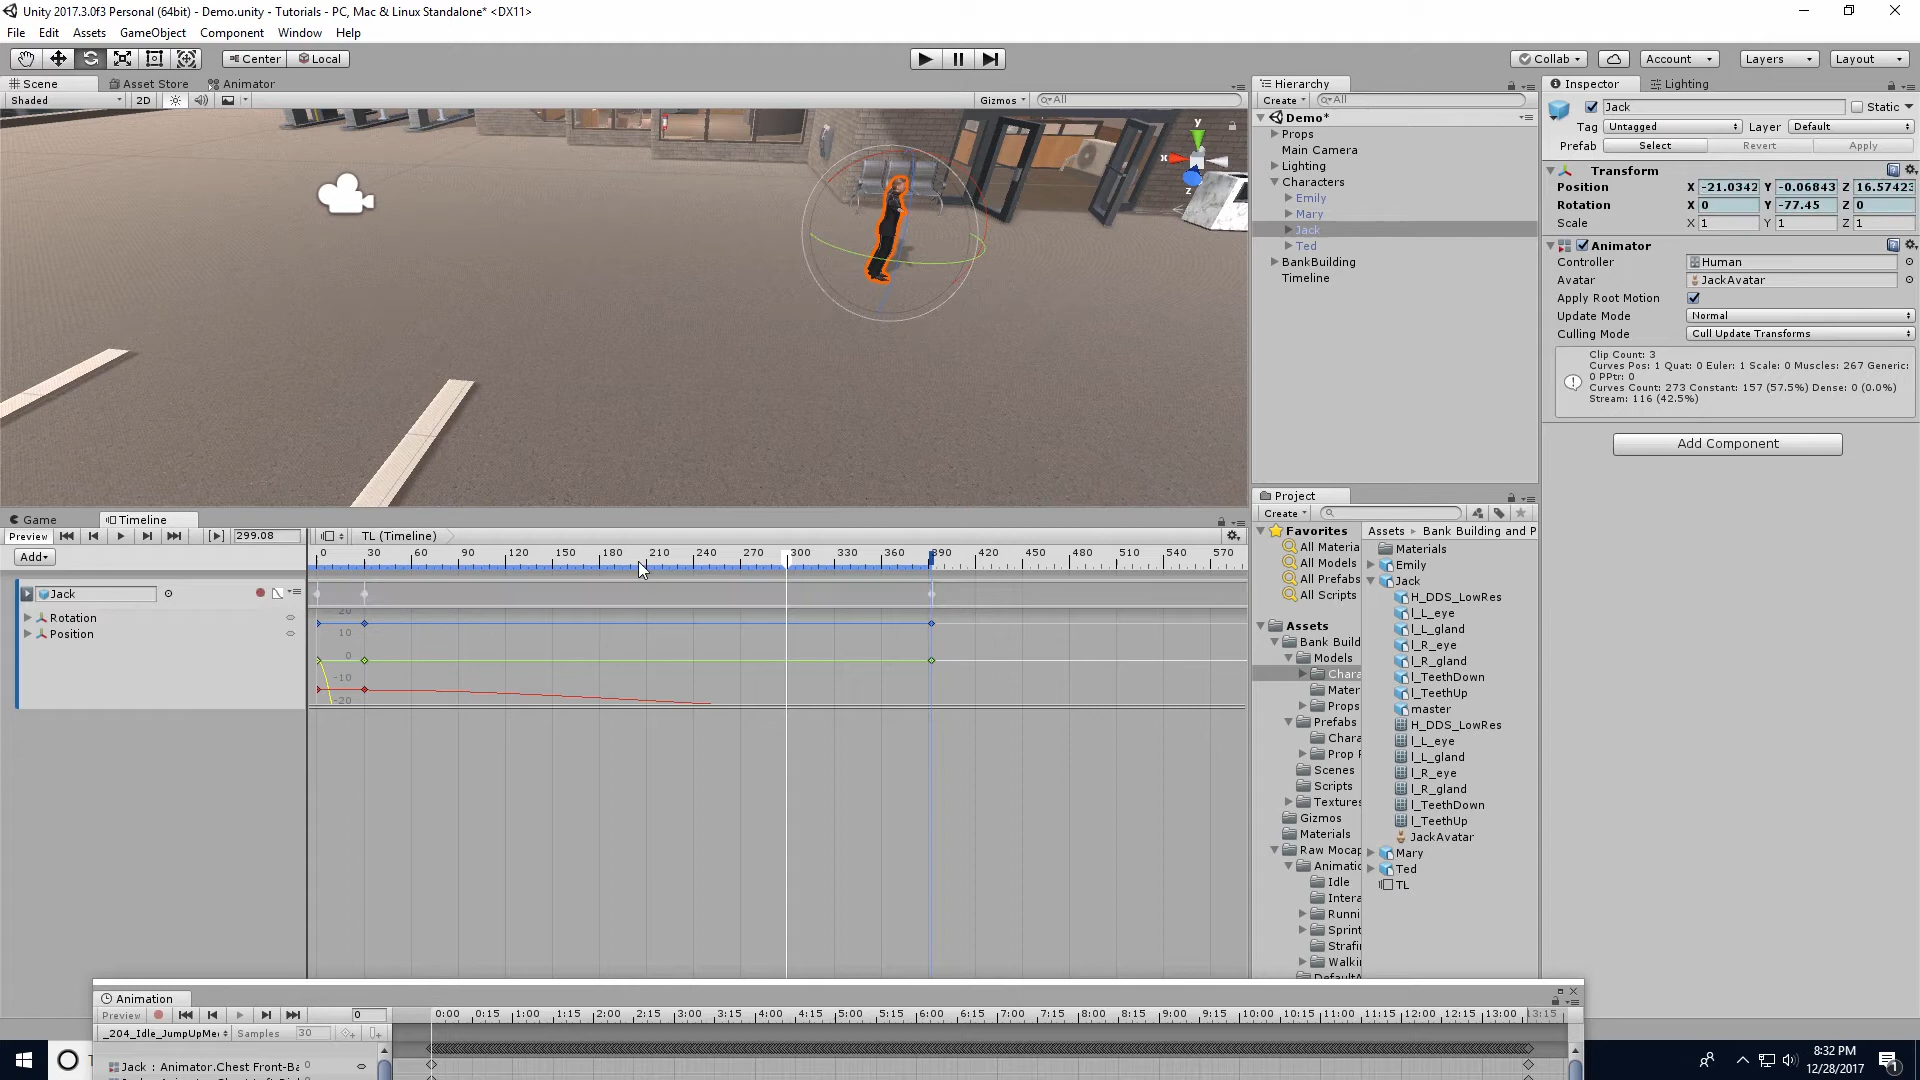 Unity 2017.3.0f3 Personal (64bit) - Demo.unity - Tutorials - PC, Mac & Linux Standalone* <DX11>
File Edit Assets GameObject Component Window Help
Center Local Collab Account Layers Layout
Scene Asset Store Animator
Shaded 2D Gizmos All
y
x
z
Hierarchy
Create All
Demo*
Props
Main Camera
Lighting
Characters
Emily
Mary
Jack
Ted
BankBuilding
Timeline
Inspector Lighting
Jack Static
Tag Untagged Layer Default
Prefab Select Revert Apply
Transform
Position X -21.0342 Y -0.06843 Z 16.57423
Rotation X 0 Y -77.45 Z 0
Scale X 1 Y 1 Z 1
Animator
Controller Human
Avatar JackAvatar
Apply Root Motion
Update Mode Normal
Culling Mode Cull Update Transforms
Clip Count: 3
Curves Pos: 1 Quat: 0 Euler: 1 Scale: 0 Muscles: 267 Generic:
0 PPtr: 0
Curves Count: 273 Constant: 157 (57.5%) Dense: 0 (0.0%)
Stream: 116 (42.5%)
Add Component
Game Timeline
Preview 299.08 TL (Timeline)
Add
0 30 60 90 120 150 180 210 240 270 300 330 360 390 420 450 480 510 540 570
Jack
Rotation
Position
20
10
0
-10
-20
Project
Create
Favorites
All Materia
All Models
All Prefabs
All Scripts
Assets
Bank Build
Models
Chara
Mater
Props
Prefabs
Chara
Prop F
Scenes
Scripts
Textures
Gizmos
Materials
Raw Mocap
Animatic
Idle
Intera
Runni
Sprint
Strafi
Walki
Assets Bank Building and P
Materials
Emily
Jack
H_DDS_LowRes
l_L_eye
l_L_gland
l_R_eye
l_R_gland
l_TeethDown
l_TeethUp
master
H_DDS_LowRes
l_L_eye
l_L_gland
l_R_eye
l_R_gland
l_TeethDown
l_TeethUp
JackAvatar
Mary
Ted
TL
Animation
Preview 0
0:00 0:15 1:00 1:15 2:00 2:15 3:00 3:15 4:00 4:15 5:00 5:15 6:00 6:15 7:00 7:15 8:00 8:15 9:00 9:15 10:00 10:15 11:00 11:15 12:00 12:15 13:00 13:15
_204_Idle_JumpUpMe Samples 30
Jack : Animator.Chest Front-Ba 0
8:32 PM
12/28/2017
1